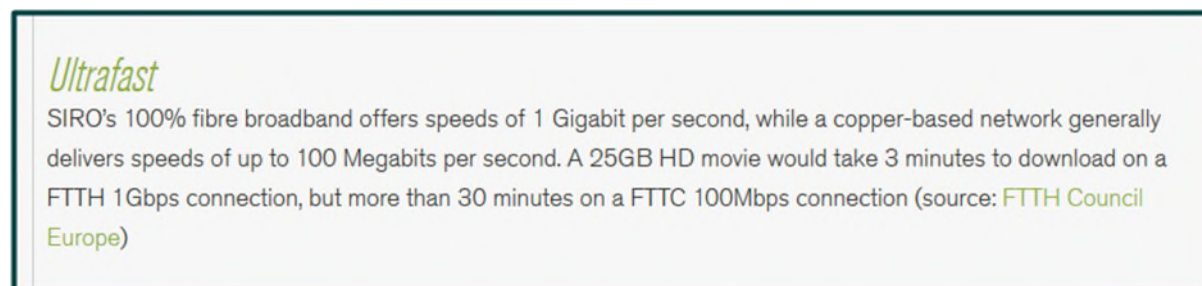 Ultrafast
SIRO's 100% fibre broadband offers speeds of 1 Gigabit per second, while a copper-based network generally
delivers speeds of up to 100 Megabits per second. A 25GB HD movie would take 3 minutes to download on a
FTTH 1Gbps connection, but more than 30 minutes on a FTTC 100Mbps connection (source: FTTH Council
Europe)